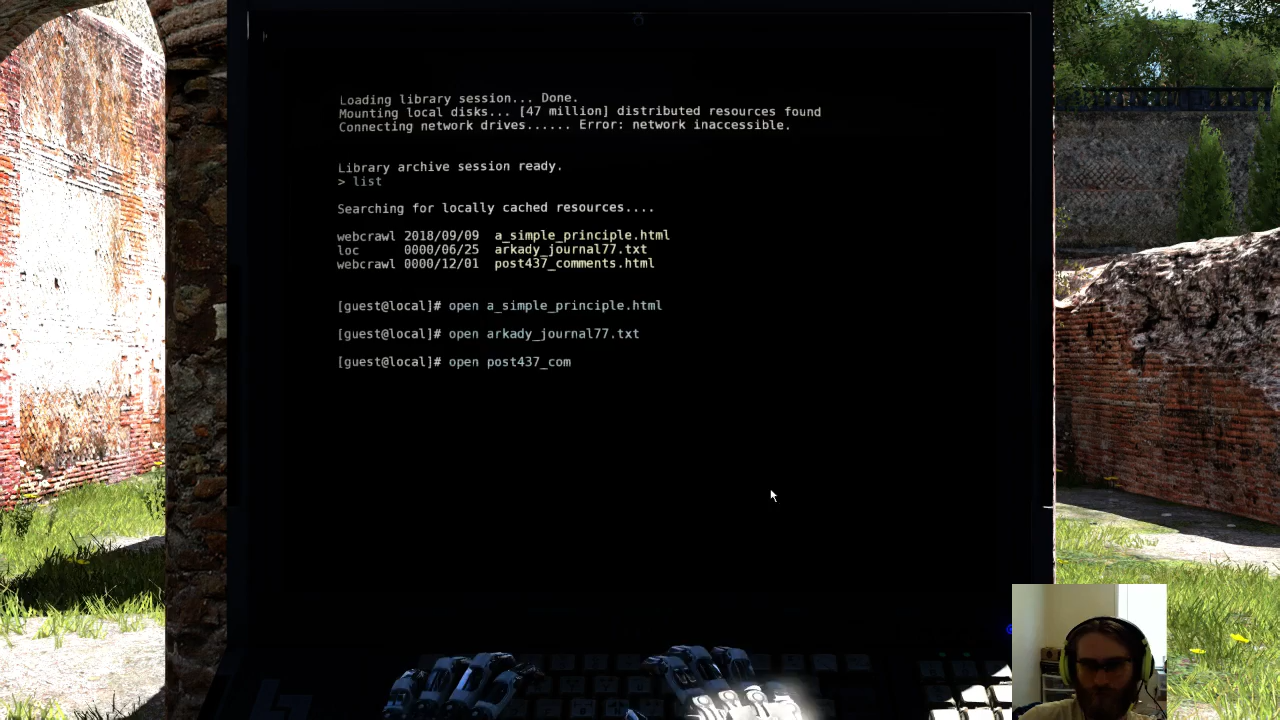 Loading library session... Done.
Mounting local disks... [47 million] distributed resources found
Connecting network drives...... Error: network inaccessible.
Library archive session ready.
> list
Searching for locally cached resources....
webcrawl 2018/09/09 a_simple_principle.html
loc 0000/06/25 arkady_journal77.txt
webcrawl 0000/12/01 post437_comments.html
[guest@local]# open a_simple_principle.html
[guest@local]# open arkady_journal77.txt
[guest@local]# open post437_com